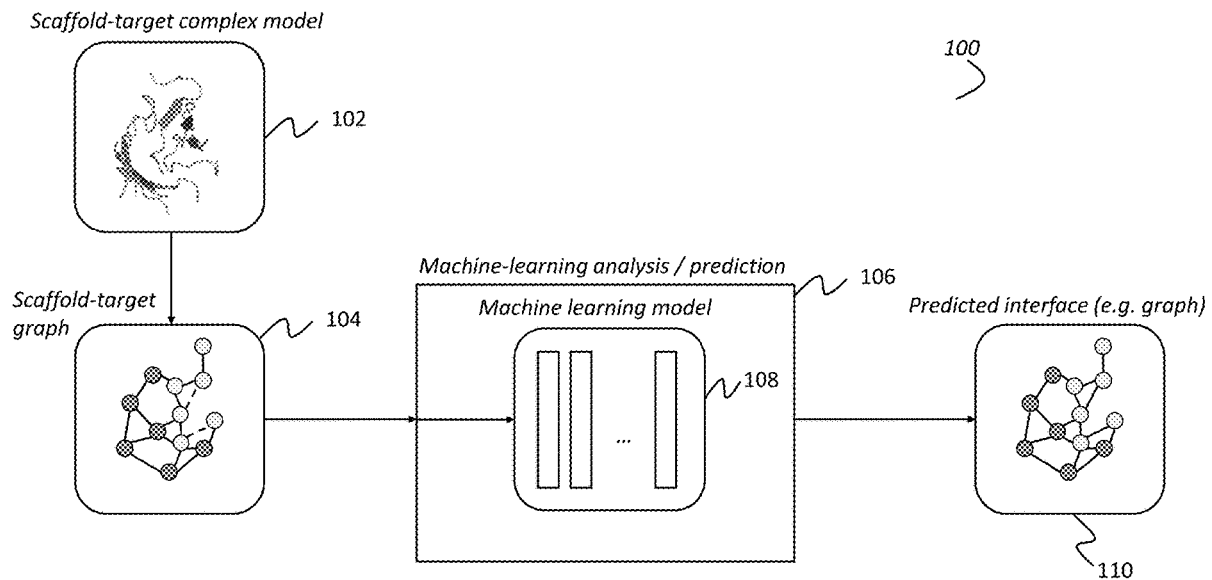 Scaffold-target complex model
100
102
Machine-learning analysis / prediction
106
Scaffold-target
graph
104
Machine learning model
Predicted interface (e.g. graph)
108
...
110